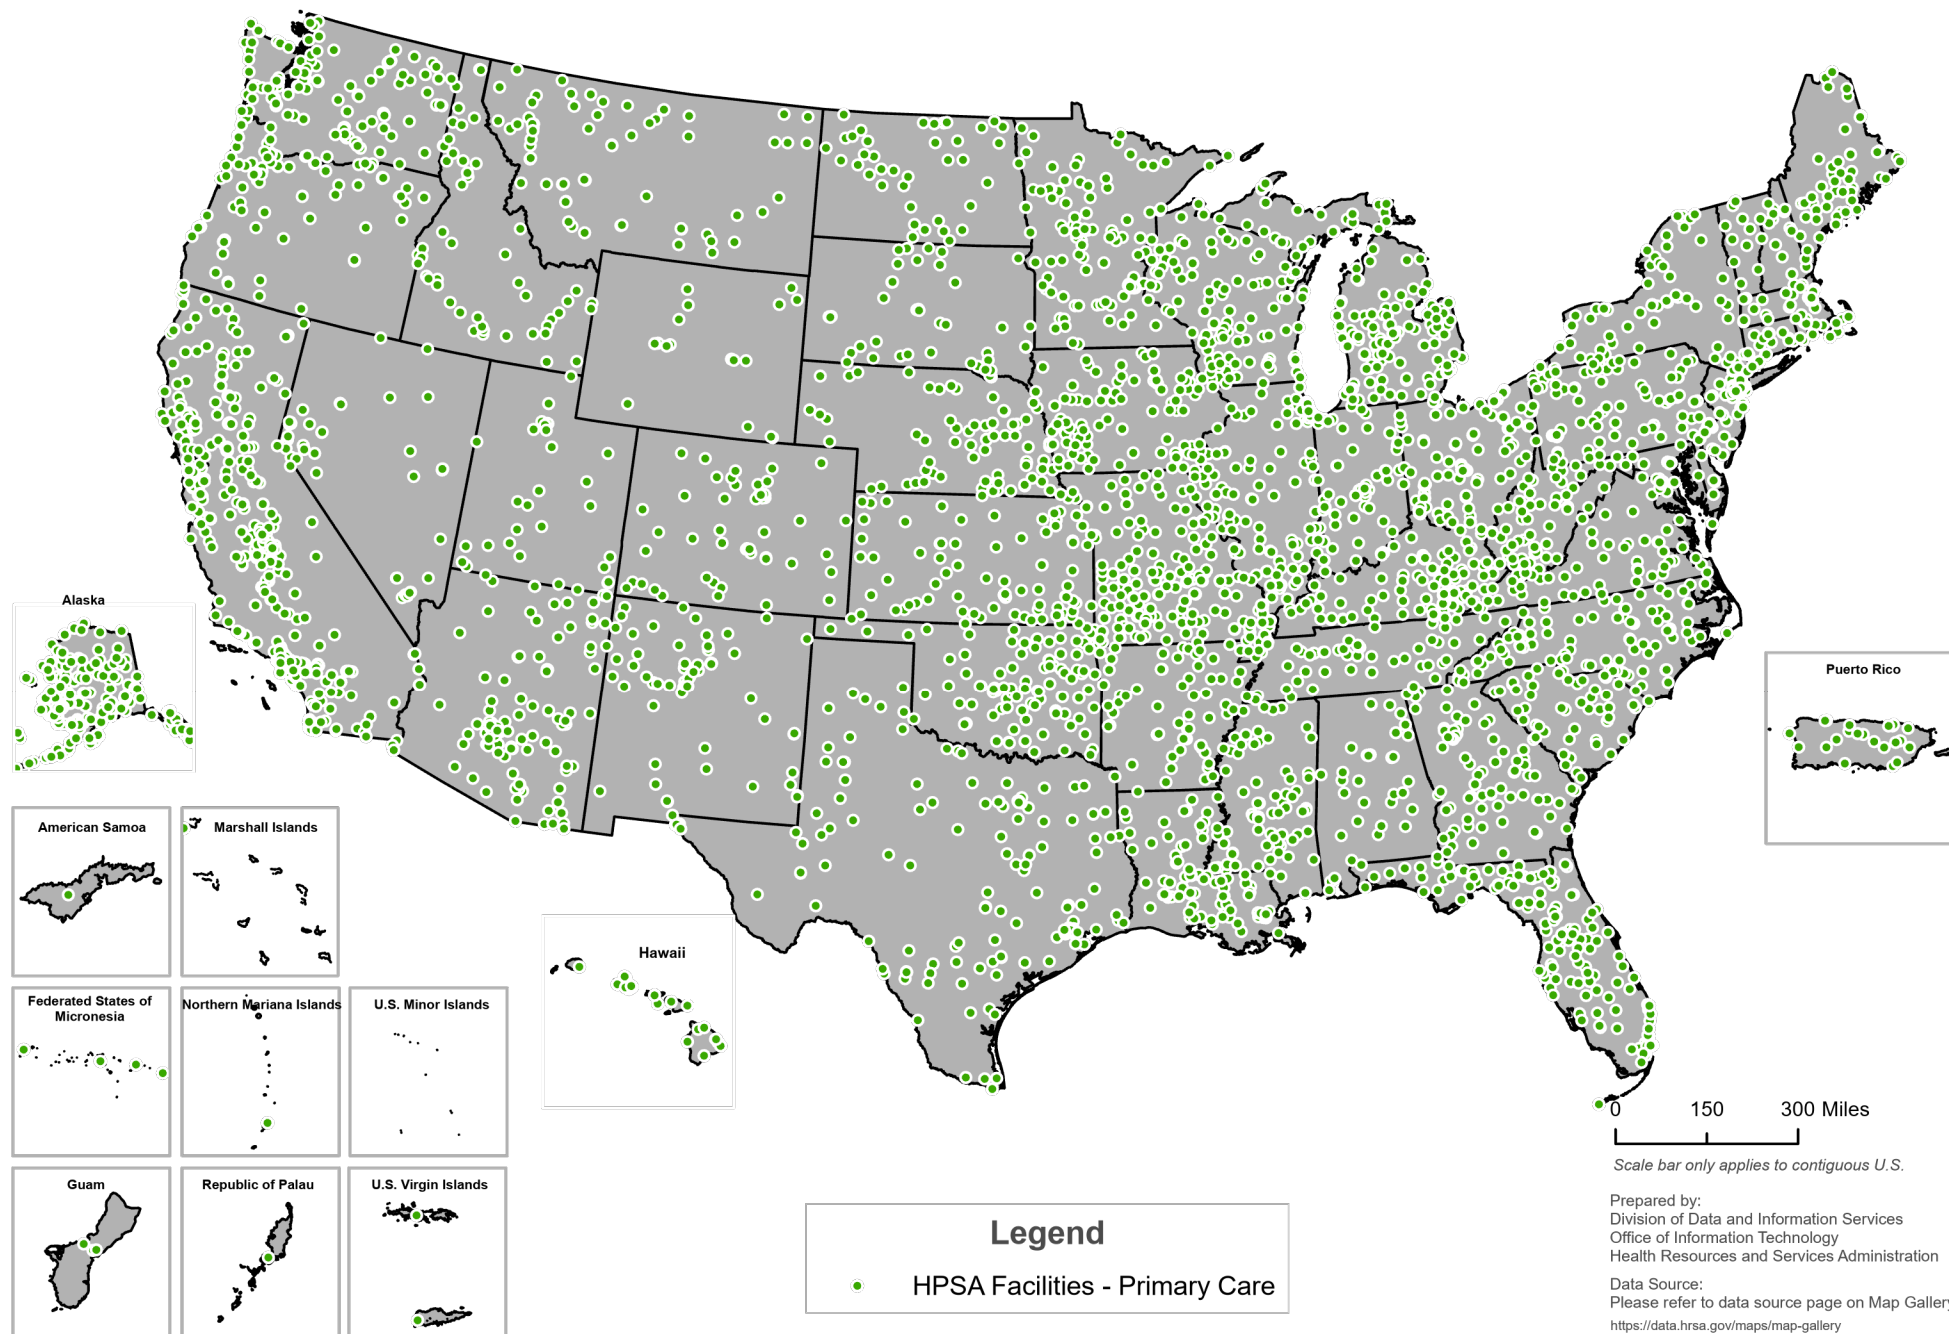 Alaska
Puerto Rico
American Samoa
Marshall Islands
Hawaii
Federated States of
Micronesia
Northern Mariana Islands
U.S. Minor Islands
Guam
Republic of Palau
U.S. Virgin Islands
0 150 300 Miles
Scale bar only applies to contiguous U.S.
Legend
HPSA Facilities - Primary Care
Prepared by:
Division of Data and Information Services
Office of Information Technology
Health Resources and Services Administration
Data Source:
Please refer to data source page on Map Gallery
https://data.hrsa.gov/maps/map-gallery